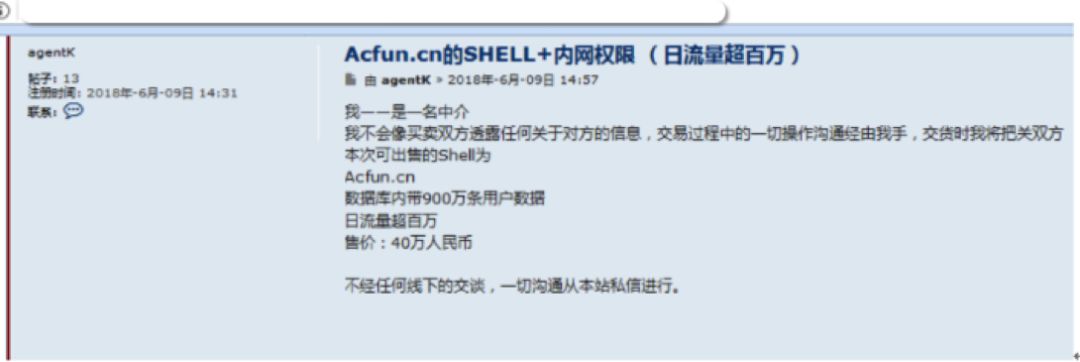 agentK
帖子: 13
注册时间: 2018年-6月-09日 14:31
联系:
Acfun.cn的SHELL+内网权限 （日流量超百万）
由 agentK » 2018年-6月-09日 14:57
我——是一名中介
我不会像买卖双方透露任何关于对方的信息，交易过程中的一切操作沟通经由我手，交货时我将把关双方
本次可出售的Shell为
Acfun.cn
数据库内带900万条用户数据
日流量超百万
售价：40万人民币
不经任何线下的交谈，一切沟通从本站私信进行。